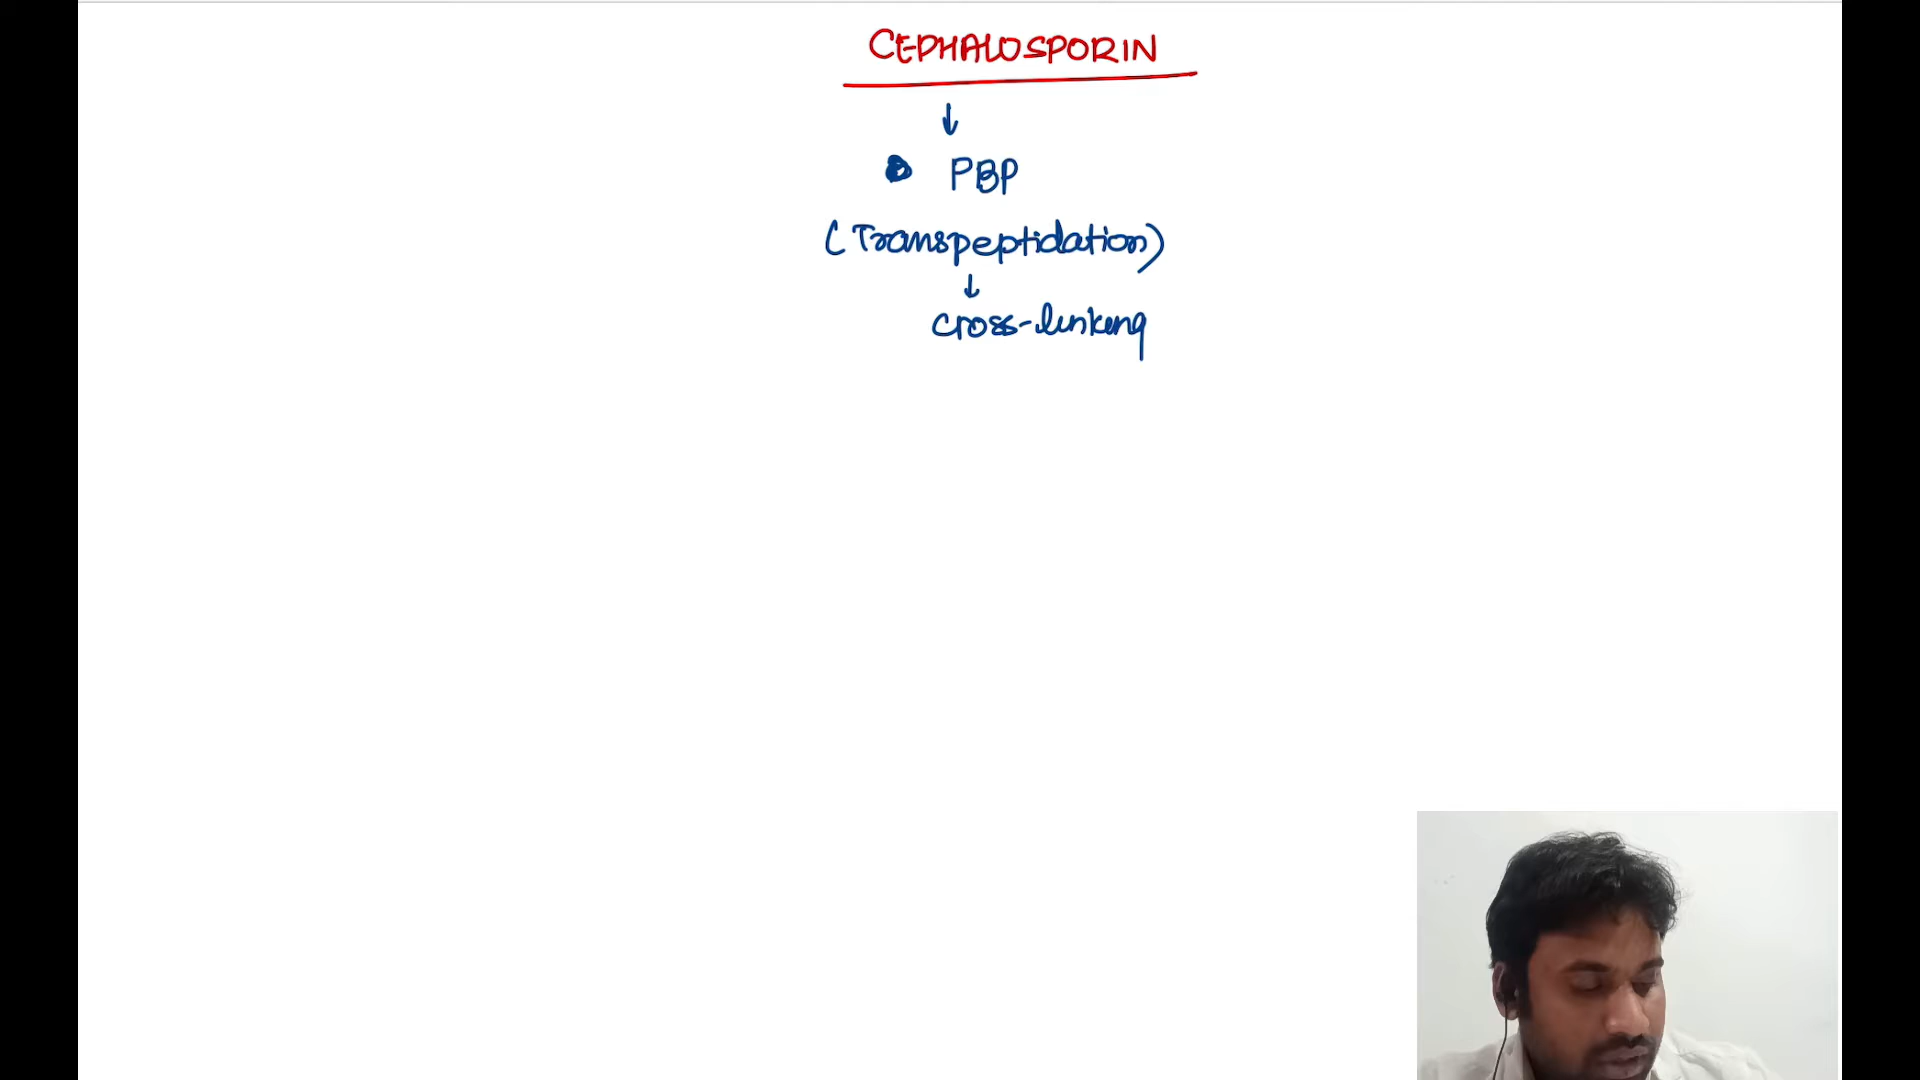 CEPHALOSPORIN
↓
PBP
(Transpeptidation)
↓
cross-linking